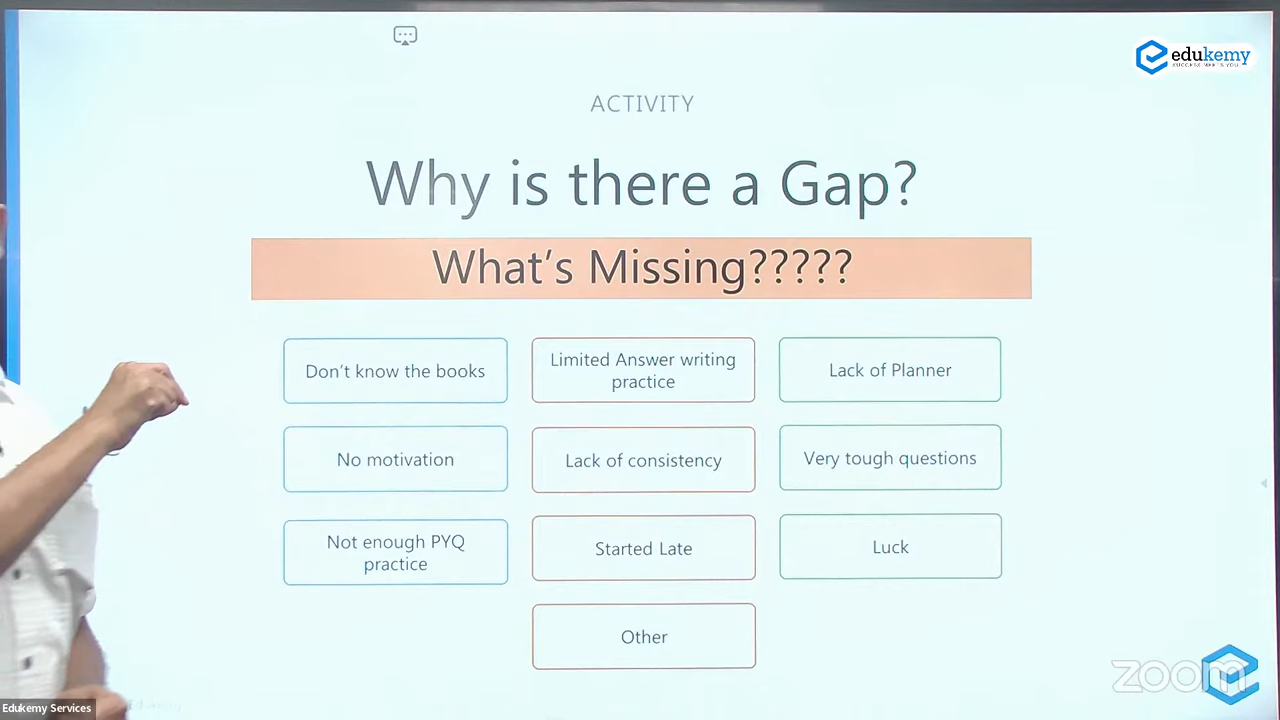 edukemy
ACTIVITY
Why is there a Gap?
What's Missing?????
Don't know the books
Limited Answer writing
practice
Lack of Planner
No motivation
Lack of consistency
Very tough questions
Not enough PYQ
practice
Started Late
Luck
Other
zoom
Edukemy Services